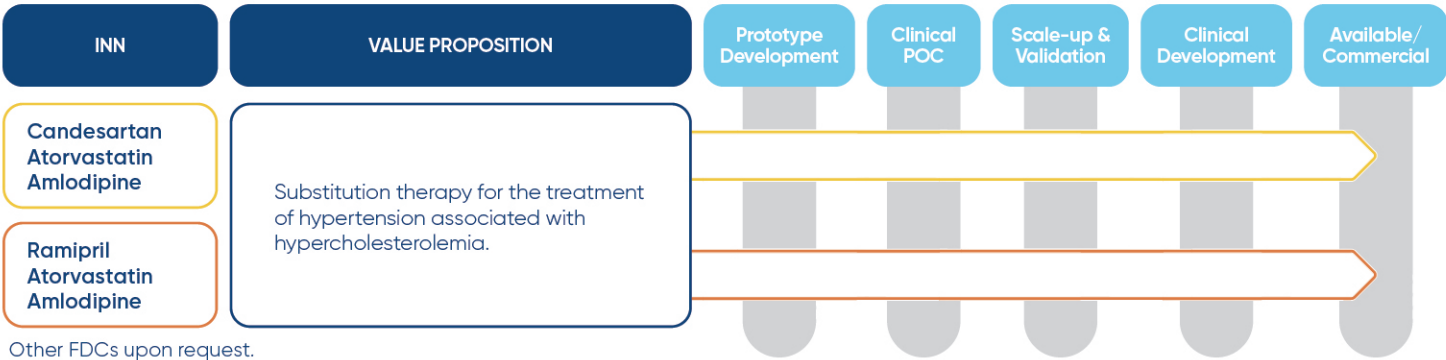 INN
VALUE PROPOSITION
Prototype
Development
Clinical
POC
Scale-up &
Validation
Clinical
Development
Available/
Commercial
Candesartan
Atorvastatin
Amlodipine
Substitution therapy for the treatment
of hypertension associated with
hypercholesterolemia.
Ramipril
Atorvastatin
Amlodipine
Other FDCs upon request.